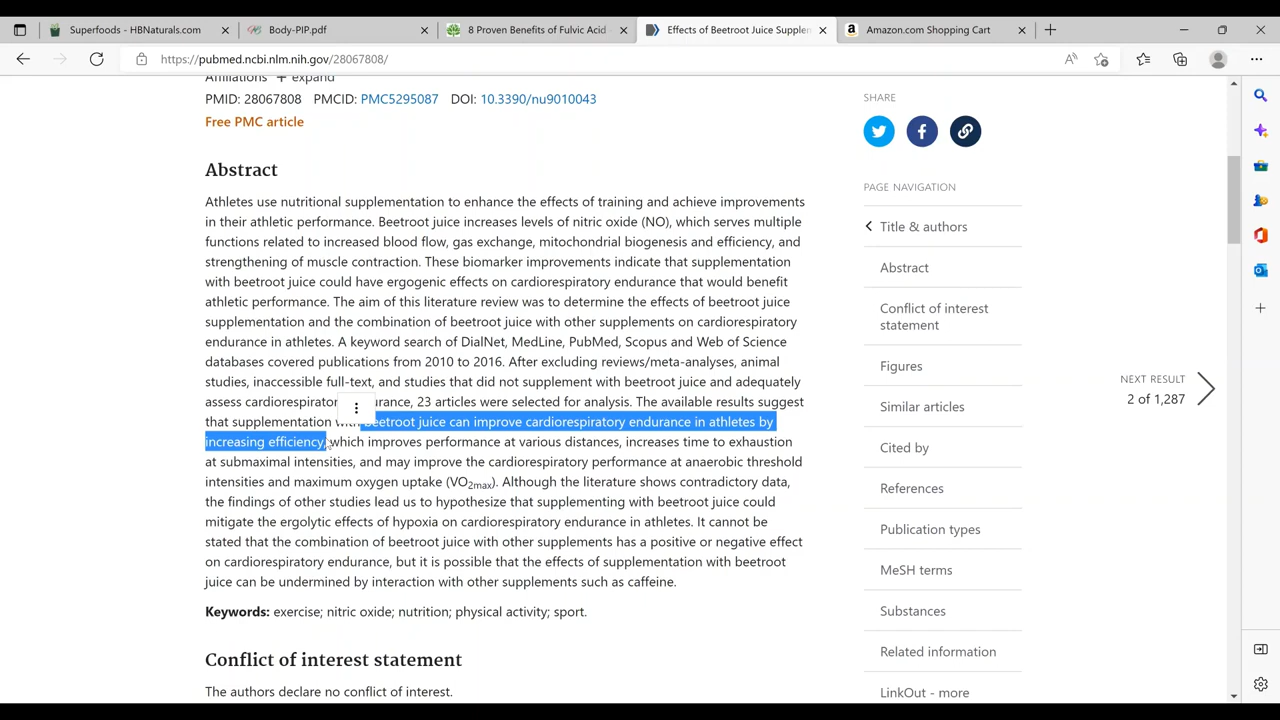 Superfoods - HBNaturals.com
Body-PIP.pdf
8 Proven Benefits of Fulvic Acid
Effects of Beetroot Juice Supplem
Amazon.com Shopping Cart
https://pubmed.ncbi.nlm.nih.gov/28067808/
Affiliations + expand
PMID: 28067808 PMCID: PMC5295087 DOI: 10.3390/nu9010043
Free PMC article
Abstract
Athletes use nutritional supplementation to enhance the effects of training and achieve improvements
in their athletic performance. Beetroot juice increases levels of nitric oxide (NO), which serves multiple
functions related to increased blood flow, gas exchange, mitochondrial biogenesis and efficiency, and
strengthening of muscle contraction. These biomarker improvements indicate that supplementation
with beetroot juice could have ergogenic effects on cardiorespiratory endurance that would benefit
athletic performance. The aim of this literature review was to determine the effects of beetroot juice
supplementation and the combination of beetroot juice with other supplements on cardiorespiratory
endurance in athletes. A keyword search of DialNet, MedLine, PubMed, Scopus and Web of Science
databases covered publications from 2010 to 2016. After excluding reviews/meta-analyses, animal
studies, inaccessible full-text, and studies that did not supplement with beetroot juice and adequately
assess cardiorespirator urance, 23 articles were selected for analysis. The available results suggest
that supplementation with beetroot juice can improve cardiorespiratory endurance in athletes by
increasing efficiency, which improves performance at various distances, increases time to exhaustion
at submaximal intensities, and may improve the cardiorespiratory performance at anaerobic threshold
intensities and maximum oxygen uptake (VO2max). Although the literature shows contradictory data,
the findings of other studies lead us to hypothesize that supplementing with beetroot juice could
mitigate the ergolytic effects of hypoxia on cardiorespiratory endurance in athletes. It cannot be
stated that the combination of beetroot juice with other supplements has a positive or negative effect
on cardiorespiratory endurance, but it is possible that the effects of supplementation with beetroot
juice can be undermined by interaction with other supplements such as caffeine.
Keywords: exercise; nitric oxide; nutrition; physical activity; sport.
Conflict of interest statement
The authors declare no conflict of interest.
SHARE
PAGE NAVIGATION
Title & authors
Abstract
Conflict of interest
statement
Figures
Similar articles
Cited by
References
Publication types
MeSH terms
Substances
Related information
LinkOut - more
NEXT RESULT
2 of 1,287